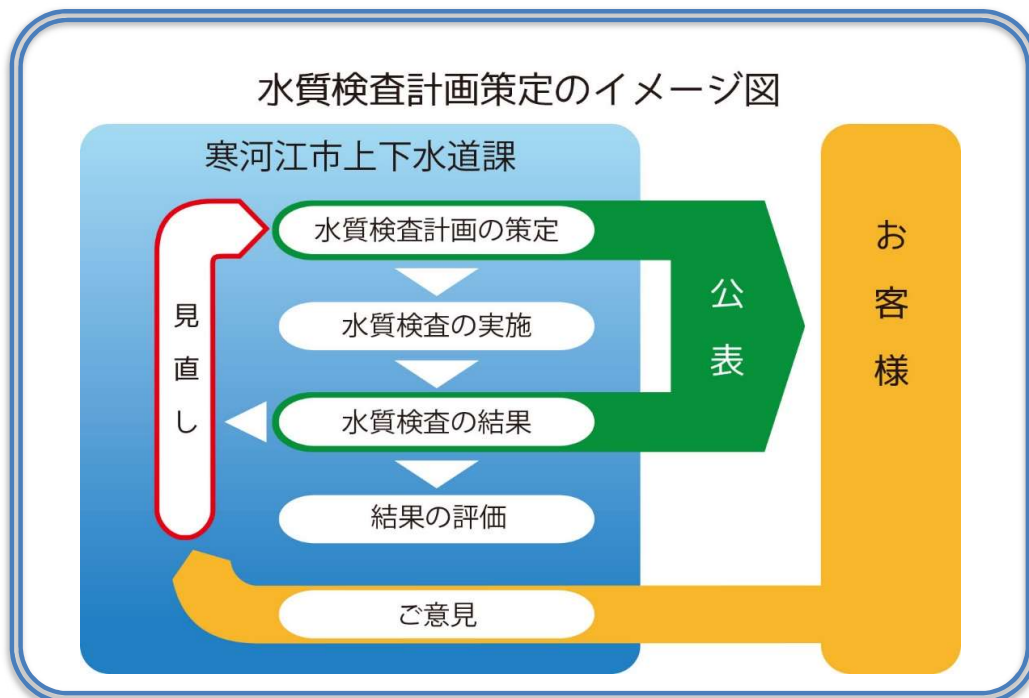 水質検査計画策定のイメージ図
寒河江市上下水道課
水質検査計画の策定
水質検査の実施
水質検査の結果
結果の評価
ご意見
見直し
公表
お客様